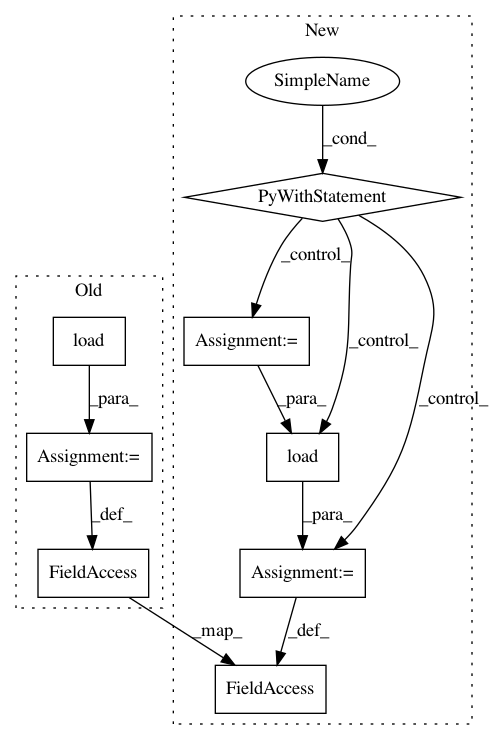 New
SimpleName
_cond_
PyWithStatement
Old
_control_
load
Assignment:=
_control_
_control_
_para_
_para_
Assignment:=
load
_def_
_para_
FieldAccess
Assignment:=
_map_
_def_
FieldAccess